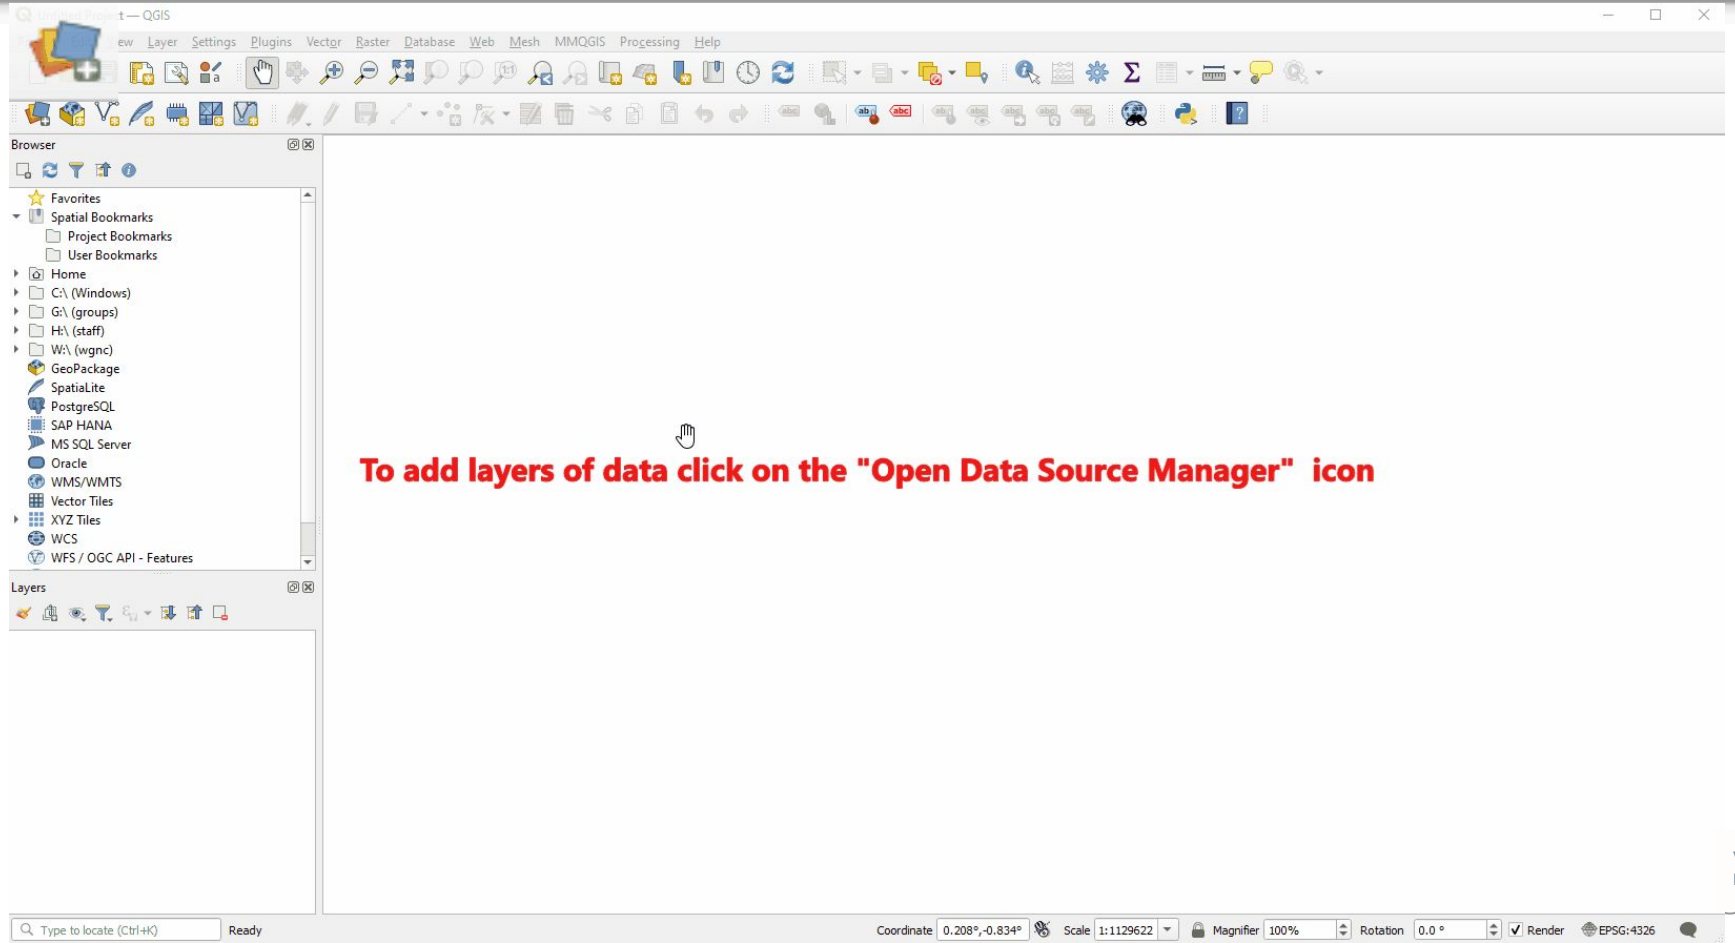 t — QGIS
ew Layer Settings Plugins Vector Raster Database Web Mesh MMQGIS Processing Help
Browser
Favorites
Spatial Bookmarks
Project Bookmarks
User Bookmarks
Home
C:\ (Windows)
G:\ (groups)
H:\ (staff)
W:\ (wgnc)
GeoPackage
SpatiaLite
PostgreSQL
SAP HANA
MS SQL Server
Oracle
WMS/WMTS
Vector Tiles
XYZ Tiles
WCS
WFS / OGC API - Features
To add layers of data click on the "Open Data Source Manager" icon
Layers
Type to locate (Ctrl+K) Ready Coordinate 0.208°,-0.834° Scale 1:1129622 Magnifier 100% Rotation 0.0 ° Render EPSG:4326